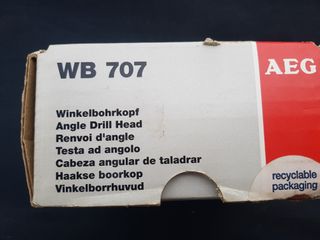 WB 707
AEG
Winkelbohrkopf
Angle Drill Head
Renvoi d'angle
Testa ad angolo
Cabeza angular de taladrar
Haakse boorkop
Vinkelborrhuvud
recyclable
packaging